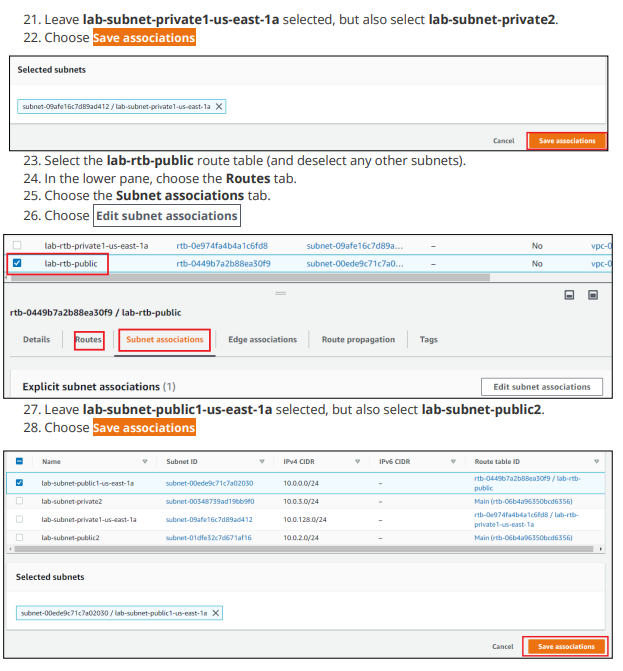 21. Leave lab-subnet-private1-us-east-1a selected, but also select lab-subnet-private2.
22. Choose Save associations
Selected subnets
subnet-09afe16c7d89ad412 / lab-subnet-private1-us-east-1a X
Cancel Save associations
23. Select the lab-rtb-public route table (and deselect any other subnets).
24. In the lower pane, choose the Routes tab.
25. Choose the Subnet associations tab.
26. Choose Edit subnet associations
lab-rtb-private1-us-east-1a rtb-0e974fa4b4a1c6fd8 subnet-09afe16c7d89a... – No vpc-0
lab-rtb-public rtb-0449b7a2b88ea30f9 subnet-00ede9c71c7a0... – No vpc-0
rtb-0449b7a2b88ea30f9 / lab-rtb-public
Details Routes Subnet associations Edge associations Route propagation Tags
Explicit subnet associations (1) Edit subnet associations
27. Leave lab-subnet-public1-us-east-1a selected, but also select lab-subnet-public2.
28. Choose Save associations
Name Subnet ID IPv4 CIDR IPv6 CIDR Route table ID
lab-subnet-public1-us-east-1a subnet-00ede9c71c7a02030 10.0.0.0/24 – rtb-0449b7a2b88ea30f9 / lab-rtb-
public
lab-subnet-private2 subnet-00348739ad19bb9f0 10.0.3.0/24 – Main (rtb-06b4a96350bcd6356)
lab-subnet-private1-us-east-1a subnet-09afe16c7d89ad412 10.0.128.0/24 – rtb-0e974fa4b4a1c6fd8 / lab-rtb-
private1-us-east-1a
lab-subnet-public2 subnet-01dfe32c7d671af16 10.0.2.0/24 – Main (rtb-06b4a96350bcd6356)
Selected subnets
subnet-00ede9c71c7a02030 / lab-subnet-public1-us-east-1a X
Cancel Save associations